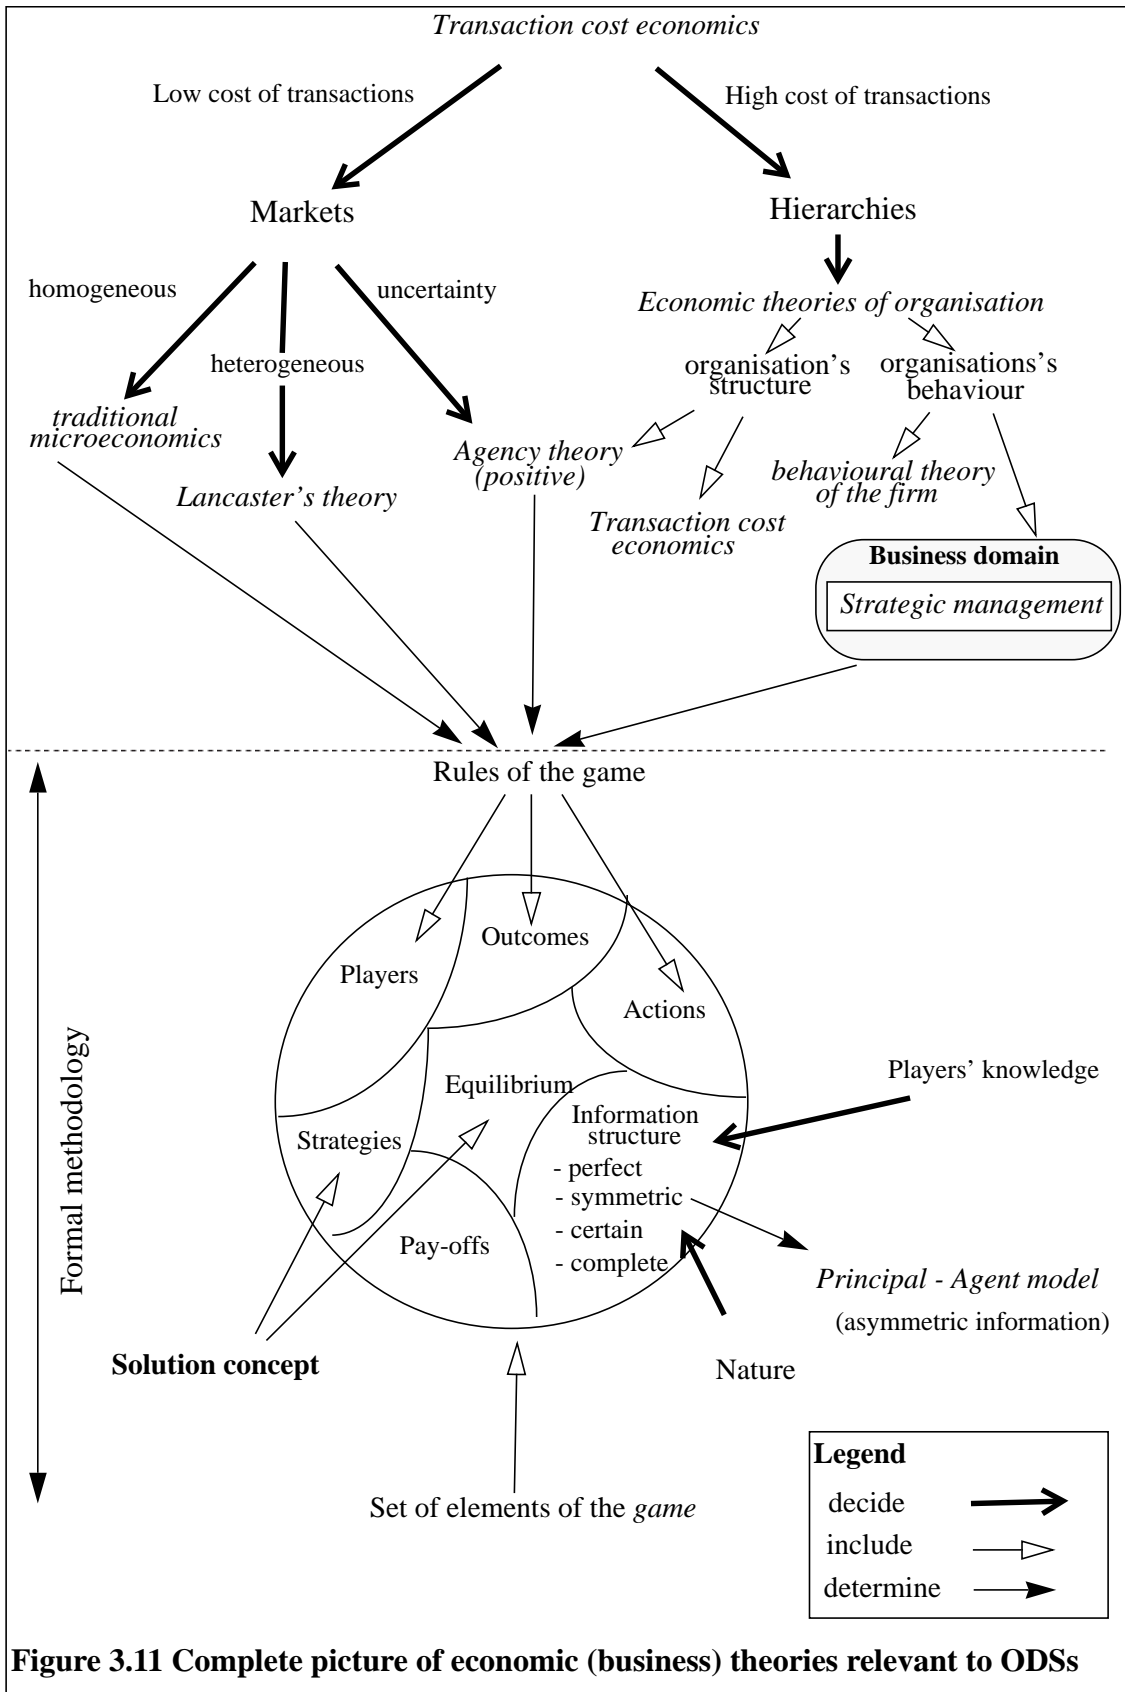 Transaction cost economics
Low cost of transactions
High cost of transactions
Markets
Hierarchies
homogeneous
uncertainty
heterogeneous
Economic theories of organisation
organisation's
structure
organisations's
behaviour
traditional
microeconomics
Lancaster's theory
Agency theory
(positive)
Transaction cost
economics
behavioural theory
of the firm
Business domain
Strategic management
Rules of the game
Formal methodology
Players
Outcomes
Actions
Equilibrium
Strategies
Pay-offs
Information
structure
- perfect
- symmetric
- certain
- complete
Players' knowledge
Principal - Agent model
(asymmetric information)
Solution concept
Nature
Set of elements of the game
Legend
decide
include
determine
Figure 3.11 Complete picture of economic (business) theories relevant to ODSs